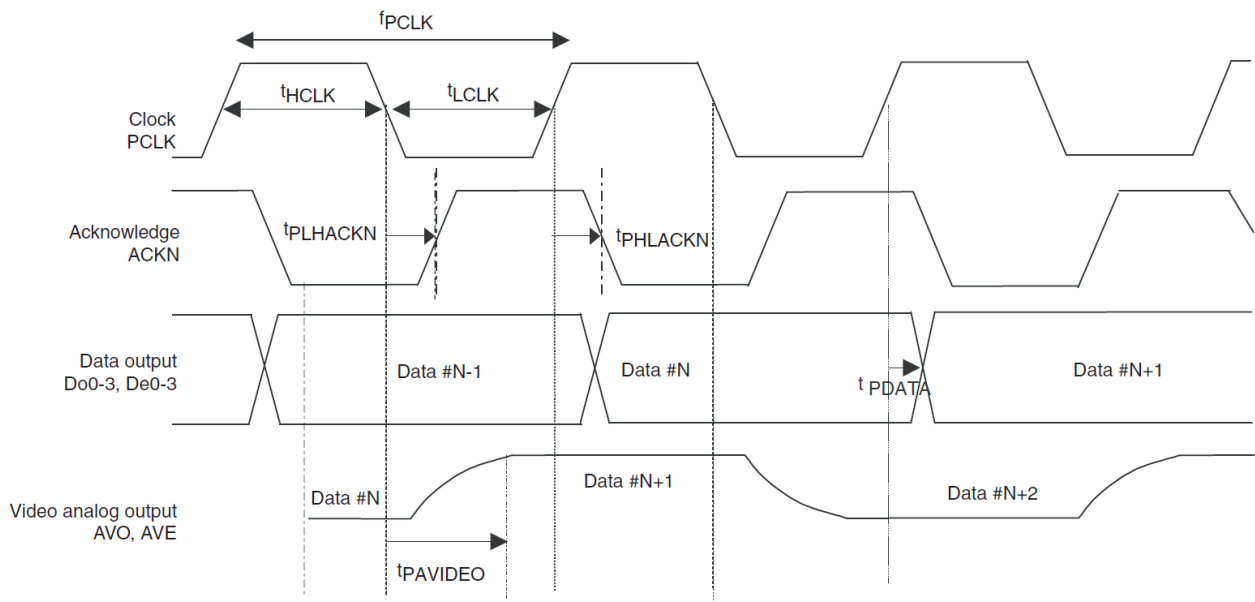 fPCLK
tHCLK
tLCLK
Clock
PCLK
Acknowledge
ACKN
tPLHACKN
tPHLACKN
Data output
Do0-3, De0-3
Data #N-1
Data #N
t PDATA
Data #N+1
Video analog output
AVO, AVE
Data #N
Data #N+1
Data #N+2
tPAVIDEO